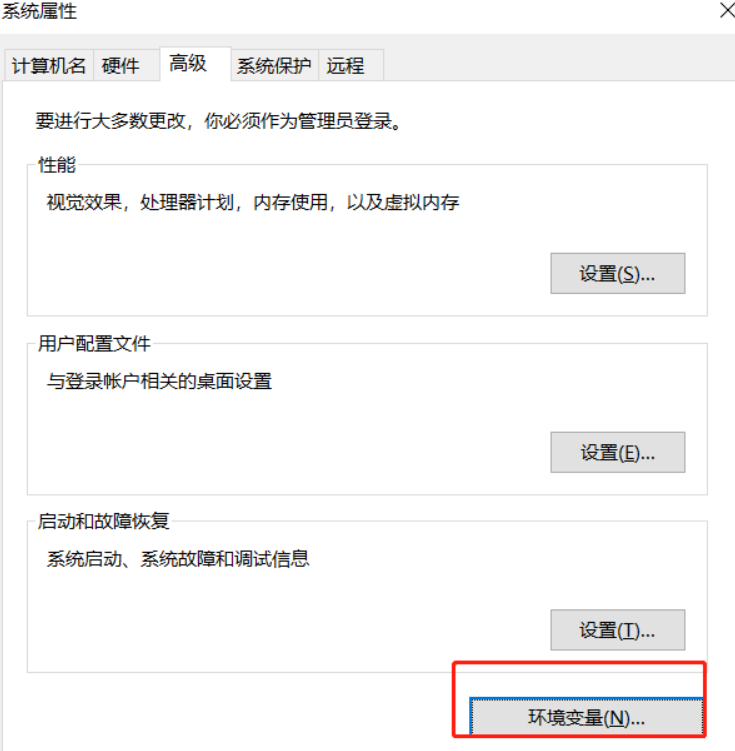 系统属性
计算机名 硬件 高级 系统保护 远程
要进行大多数更改，你必须作为管理员登录。
性能
视觉效果，处理器计划，内存使用，以及虚拟内存
设置(S)...
用户配置文件
与登录帐户相关的桌面设置
设置(E)...
启动和故障恢复
系统启动、系统故障和调试信息
设置(T)...
环境变量(N)...